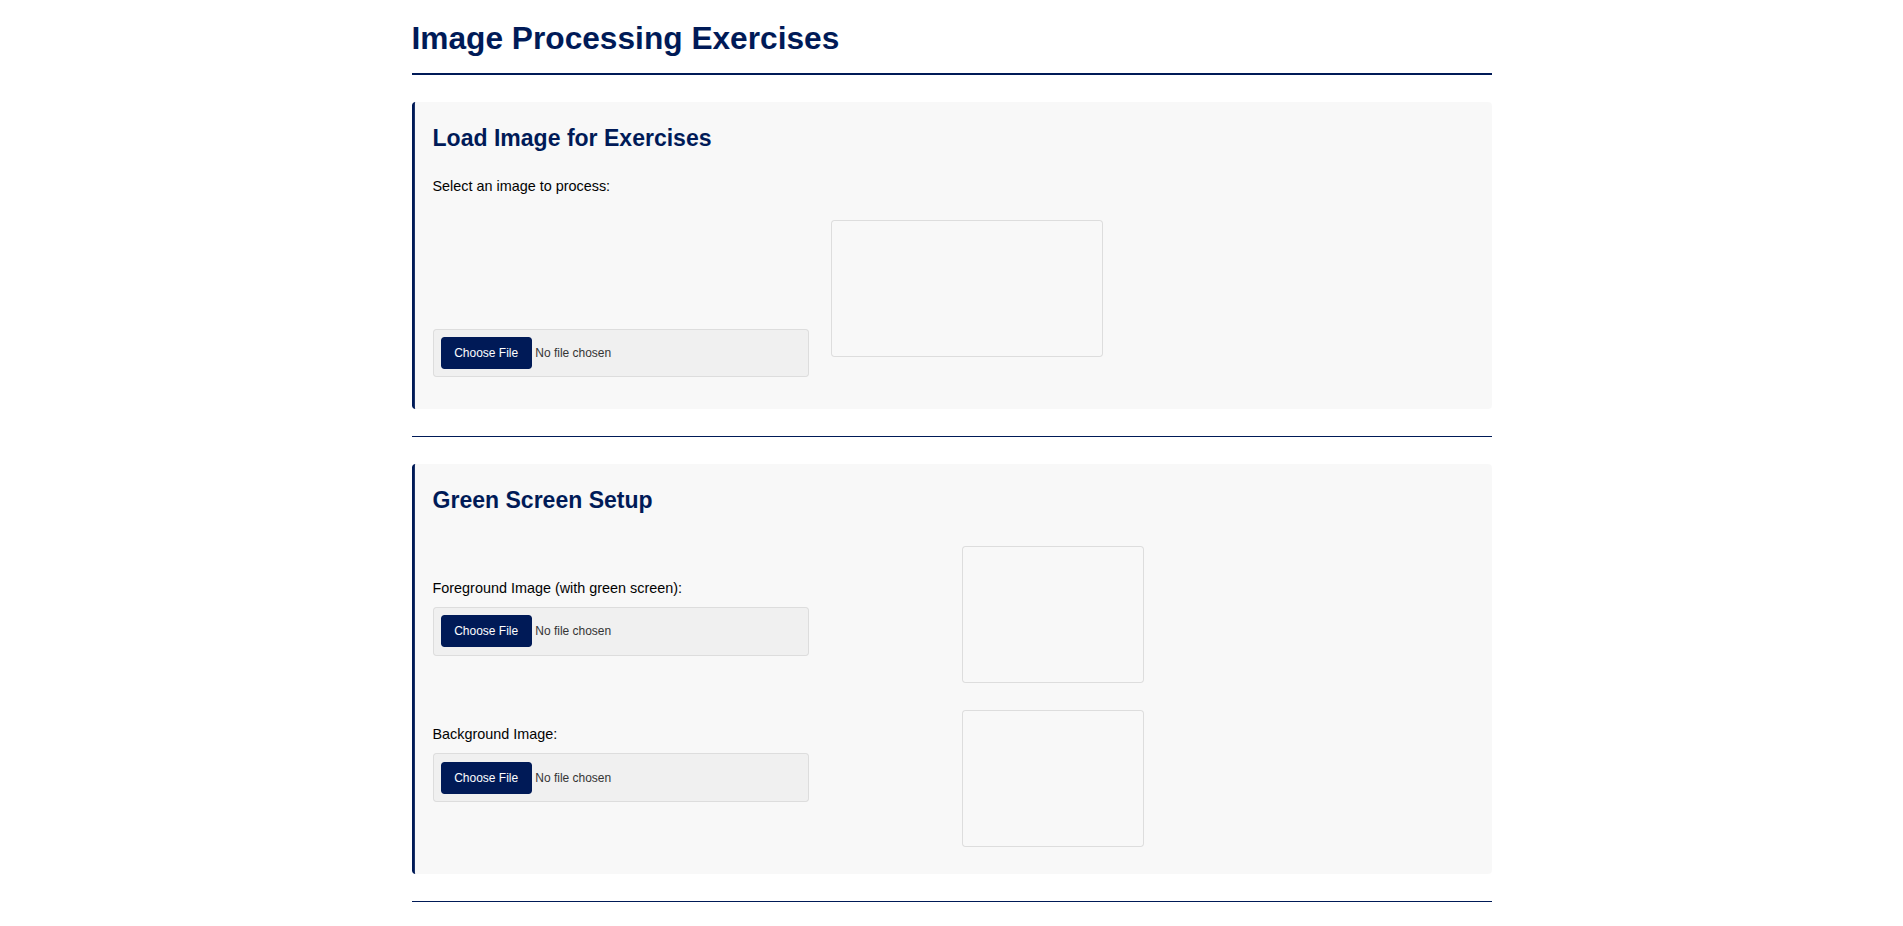 Image Processing Exercises
Load Image for Exercises
Select an image to process:
Choose File No file chosen
Green Screen Setup
Foreground Image (with green screen):
Choose File No file chosen
Background Image:
Choose File No file chosen